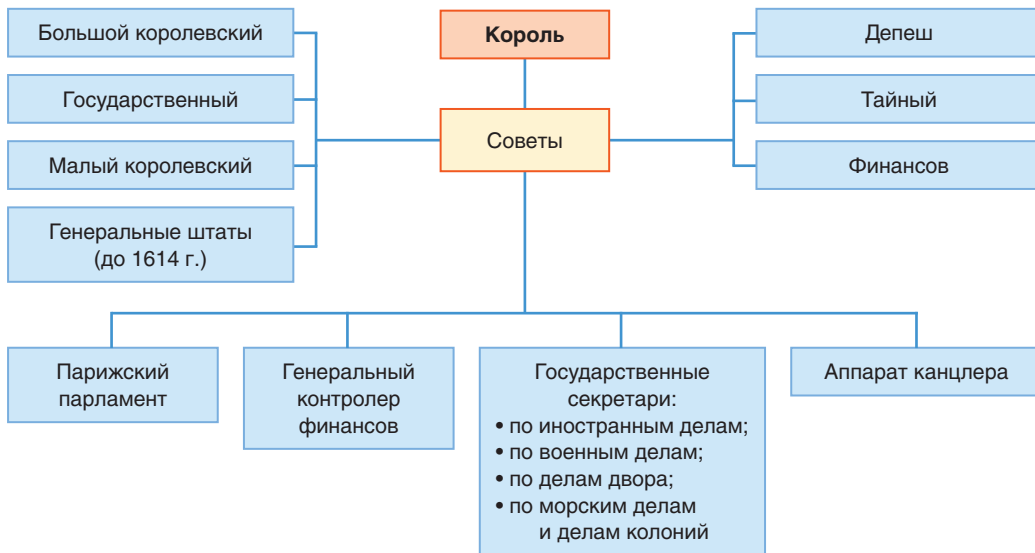 Большой королевский
Государственный
Малый королевский
Генеральные штаты
(до 1614 г.)
Король
Советы
Депеш
Тайный
Финансов
Парижский
парламент
Генеральный
контролер
финансов
Государственные
секретари:
• по иностранным делам;
• по военным делам;
• по делам двора;
• по морским делам
и делам колоний
Аппарат канцлера